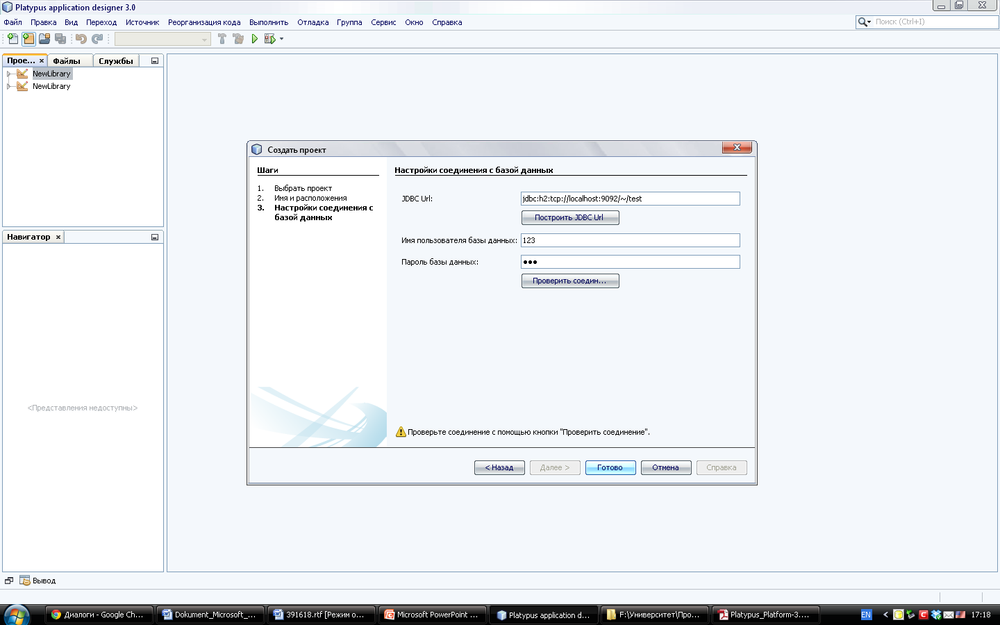 Platypus application designer 3.0
Файл Правка Вид Переход Источник Реорганизация кода Выполнить Отладка Группа Сервис Окно Справка
Поиск (Ctrl+I)
Прое... Файлы Службы
NewLibrary
NewLibrary
Навигатор
<Представления недоступны>
Создать проект
Шаги
1. Выбрать проект
2. Имя и расположения
3. Настройки соединения с
базой данных
Настройки соединения с базой данных
JDBC Url: jdbc:h2:tcp://localhost:9092/~/test
Построить JDBC Url
Имя пользователя базы данных: 123
Пароль базы данных: ●●●
Проверить соедин...
Проверьте соединение с помощью кнопки "Проверить соединение".
< Назад Далее > Готово Отмена Справка
Вывод
Диалоги - Google Ch... Dokument_Microsoft_... 391618.rtf [Режим о... Microsoft PowerPoint ... Platypus application d... F:\Университет\Про... Platypus_Platform-3.... EN 17:18